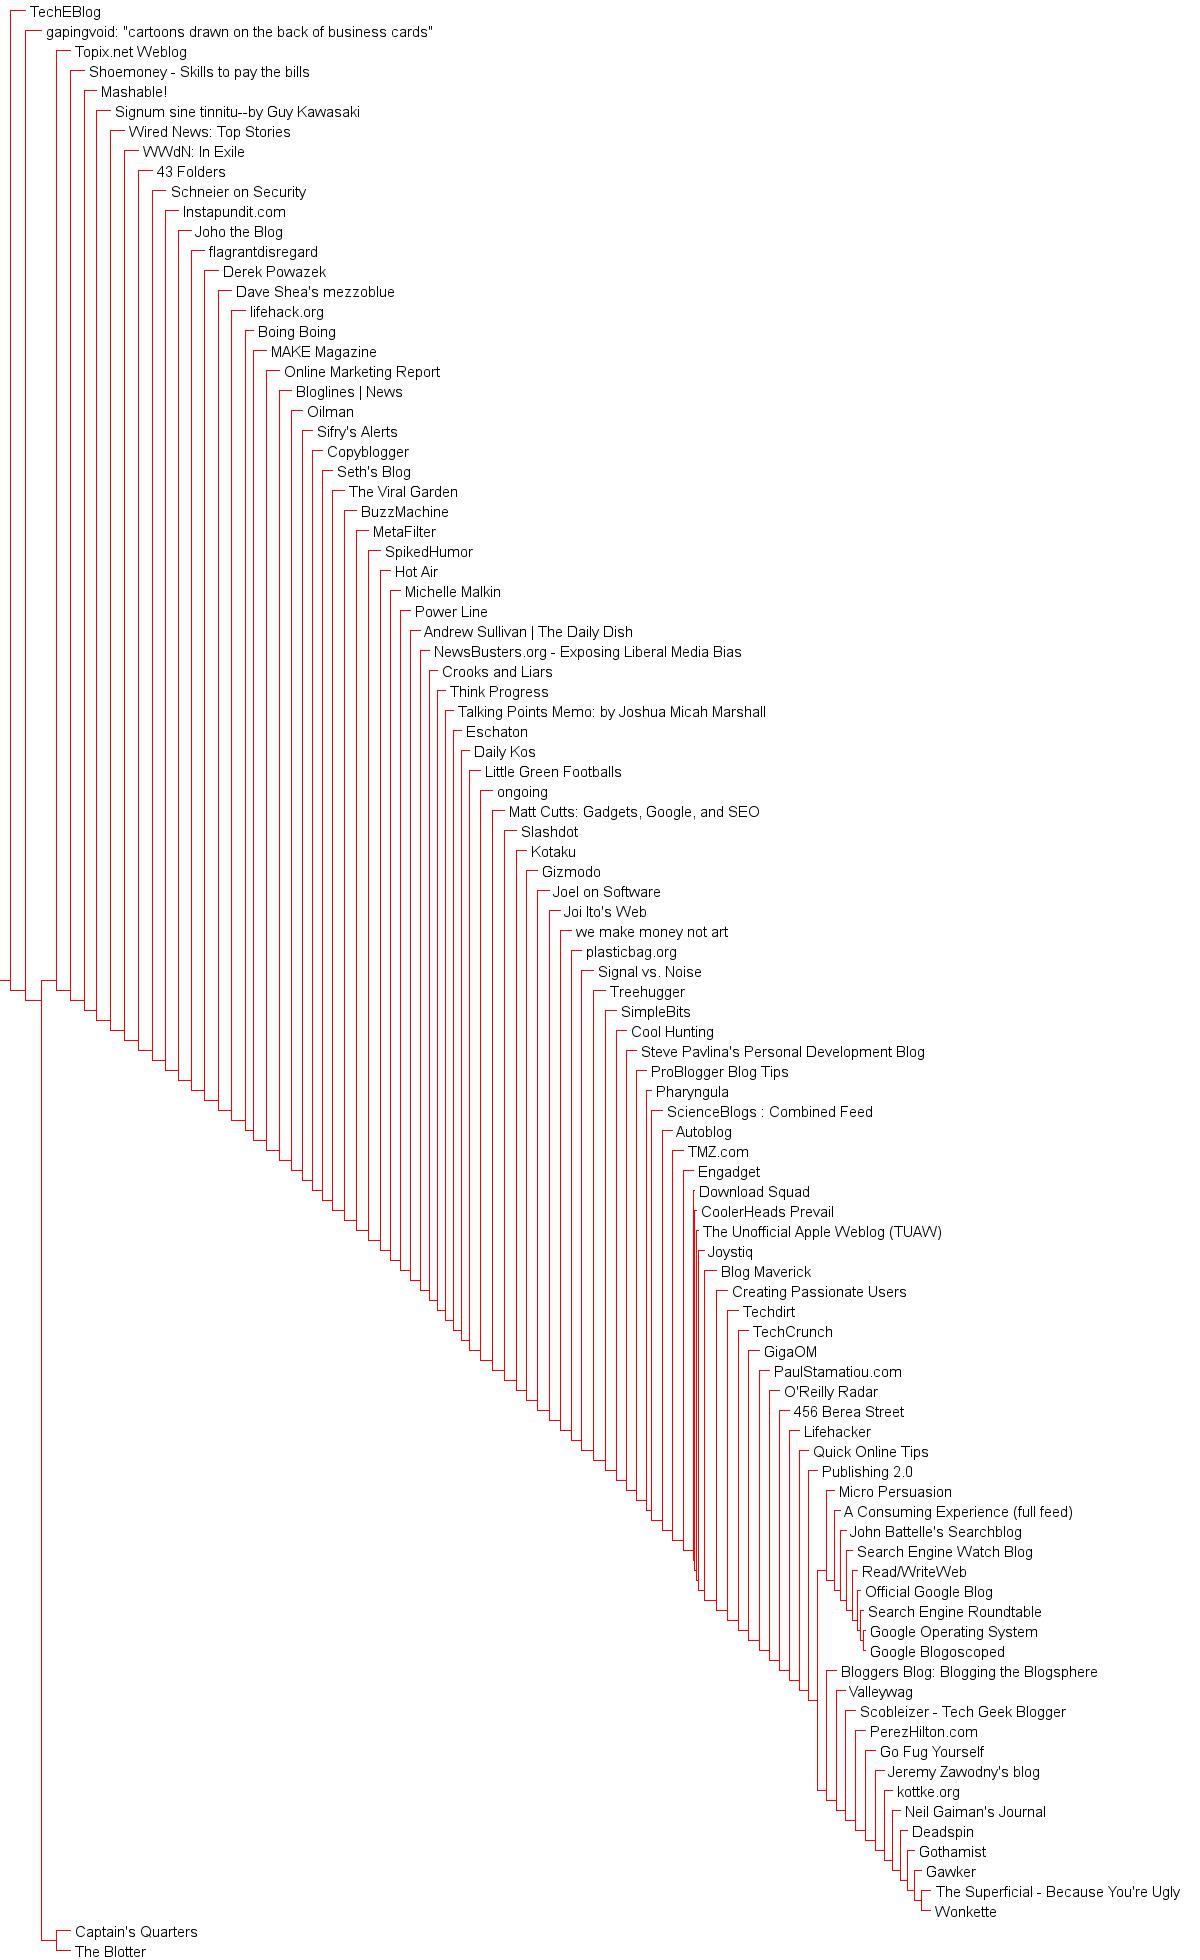 TechEBlog
gapingvoid: "cartoons drawn on the back of business cards"
Topix.net Weblog
Shoemoney - Skills to pay the bills
Mashable!
Signum sine tinnitu--by Guy Kawasaki
Wired News: Top Stories
WWdN: In Exile
43 Folders
Schneier on Security
Instapundit.com
Joho the Blog
flagrantdisregard
Derek Powazek
Dave Shea's mezzoblue
lifehack.org
Boing Boing
MAKE Magazine
Online Marketing Report
Bloglines | News
Oilman
Sifry's Alerts
Copyblogger
Seth's Blog
The Viral Garden
BuzzMachine
MetaFilter
SpikedHumor
Hot Air
Michelle Malkin
Power Line
Andrew Sullivan | The Daily Dish
NewsBusters.org - Exposing Liberal Media Bias
Crooks and Liars
Think Progress
Talking Points Memo: by Joshua Micah Marshall
Eschaton
Daily Kos
Little Green Footballs
ongoing
Matt Cutts: Gadgets, Google, and SEO
Slashdot
Kotaku
Gizmodo
Joel on Software
Joi Ito's Web
we make money not art
plasticbag.org
Signal vs. Noise
Treehugger
SimpleBits
Cool Hunting
Steve Pavlina's Personal Development Blog
ProBlogger Blog Tips
Pharyngula
ScienceBlogs : Combined Feed
Autoblog
TMZ.com
Engadget
Download Squad
CoolerHeads Prevail
The Unofficial Apple Weblog (TUAW)
Joystiq
Blog Maverick
Creating Passionate Users
Techdirt
TechCrunch
GigaOM
PaulStamatiou.com
O'Reilly Radar
456 Berea Street
Lifehacker
Quick Online Tips
Publishing 2.0
Micro Persuasion
A Consuming Experience (full feed)
John Battelle's Searchblog
Search Engine Watch Blog
Read/WriteWeb
Official Google Blog
Search Engine Roundtable
Google Operating System
Google Blogoscoped
Bloggers Blog: Blogging the Blogsphere
Valleywag
Scobleizer - Tech Geek Blogger
PerezHilton.com
Go Fug Yourself
Jeremy Zawodny's blog
kottke.org
Neil Gaiman's Journal
Deadspin
Gothamist
Gawker
The Superficial - Because You're Ugly
Wonkette
Captain's Quarters
The Blotter